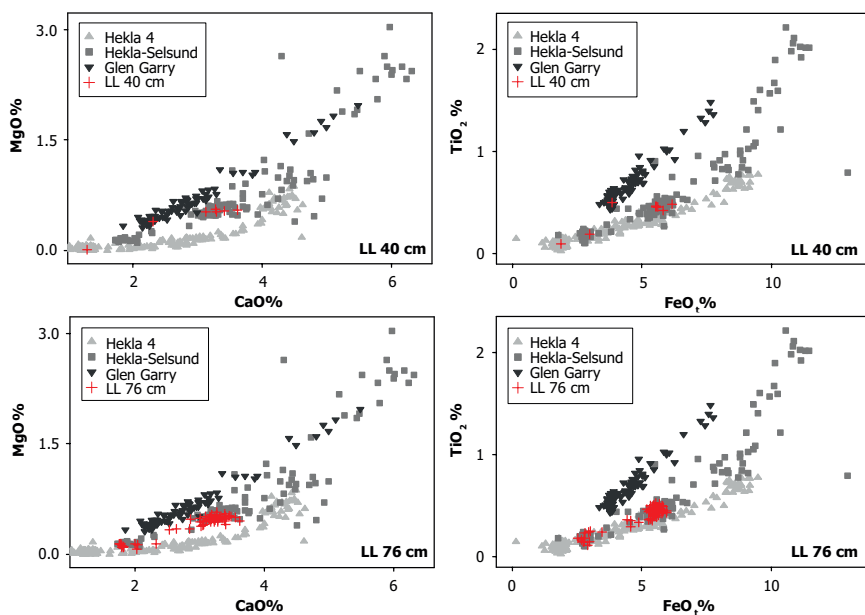 Hekla 4
Hekla-Selsund
Glen Garry
LL 40 cm
MgO%
3.0
1.5
0.0
2
4
6
CaO%
LL 40 cm
Hekla 4
Hekla-Selsund
Glen Garry
LL 40 cm
TiO2 %
2
1
0
0
5
10
FeOt%
LL 40 cm
Hekla 4
Hekla-Selsund
Glen Garry
LL 76 cm
MgO%
3.0
1.5
0.0
2
4
6
CaO%
LL 76 cm
Hekla 4
Hekla-Selsund
Glen Garry
LL 76 cm
TiO2 %
2
1
0
0
5
10
FeOt%
LL 76 cm